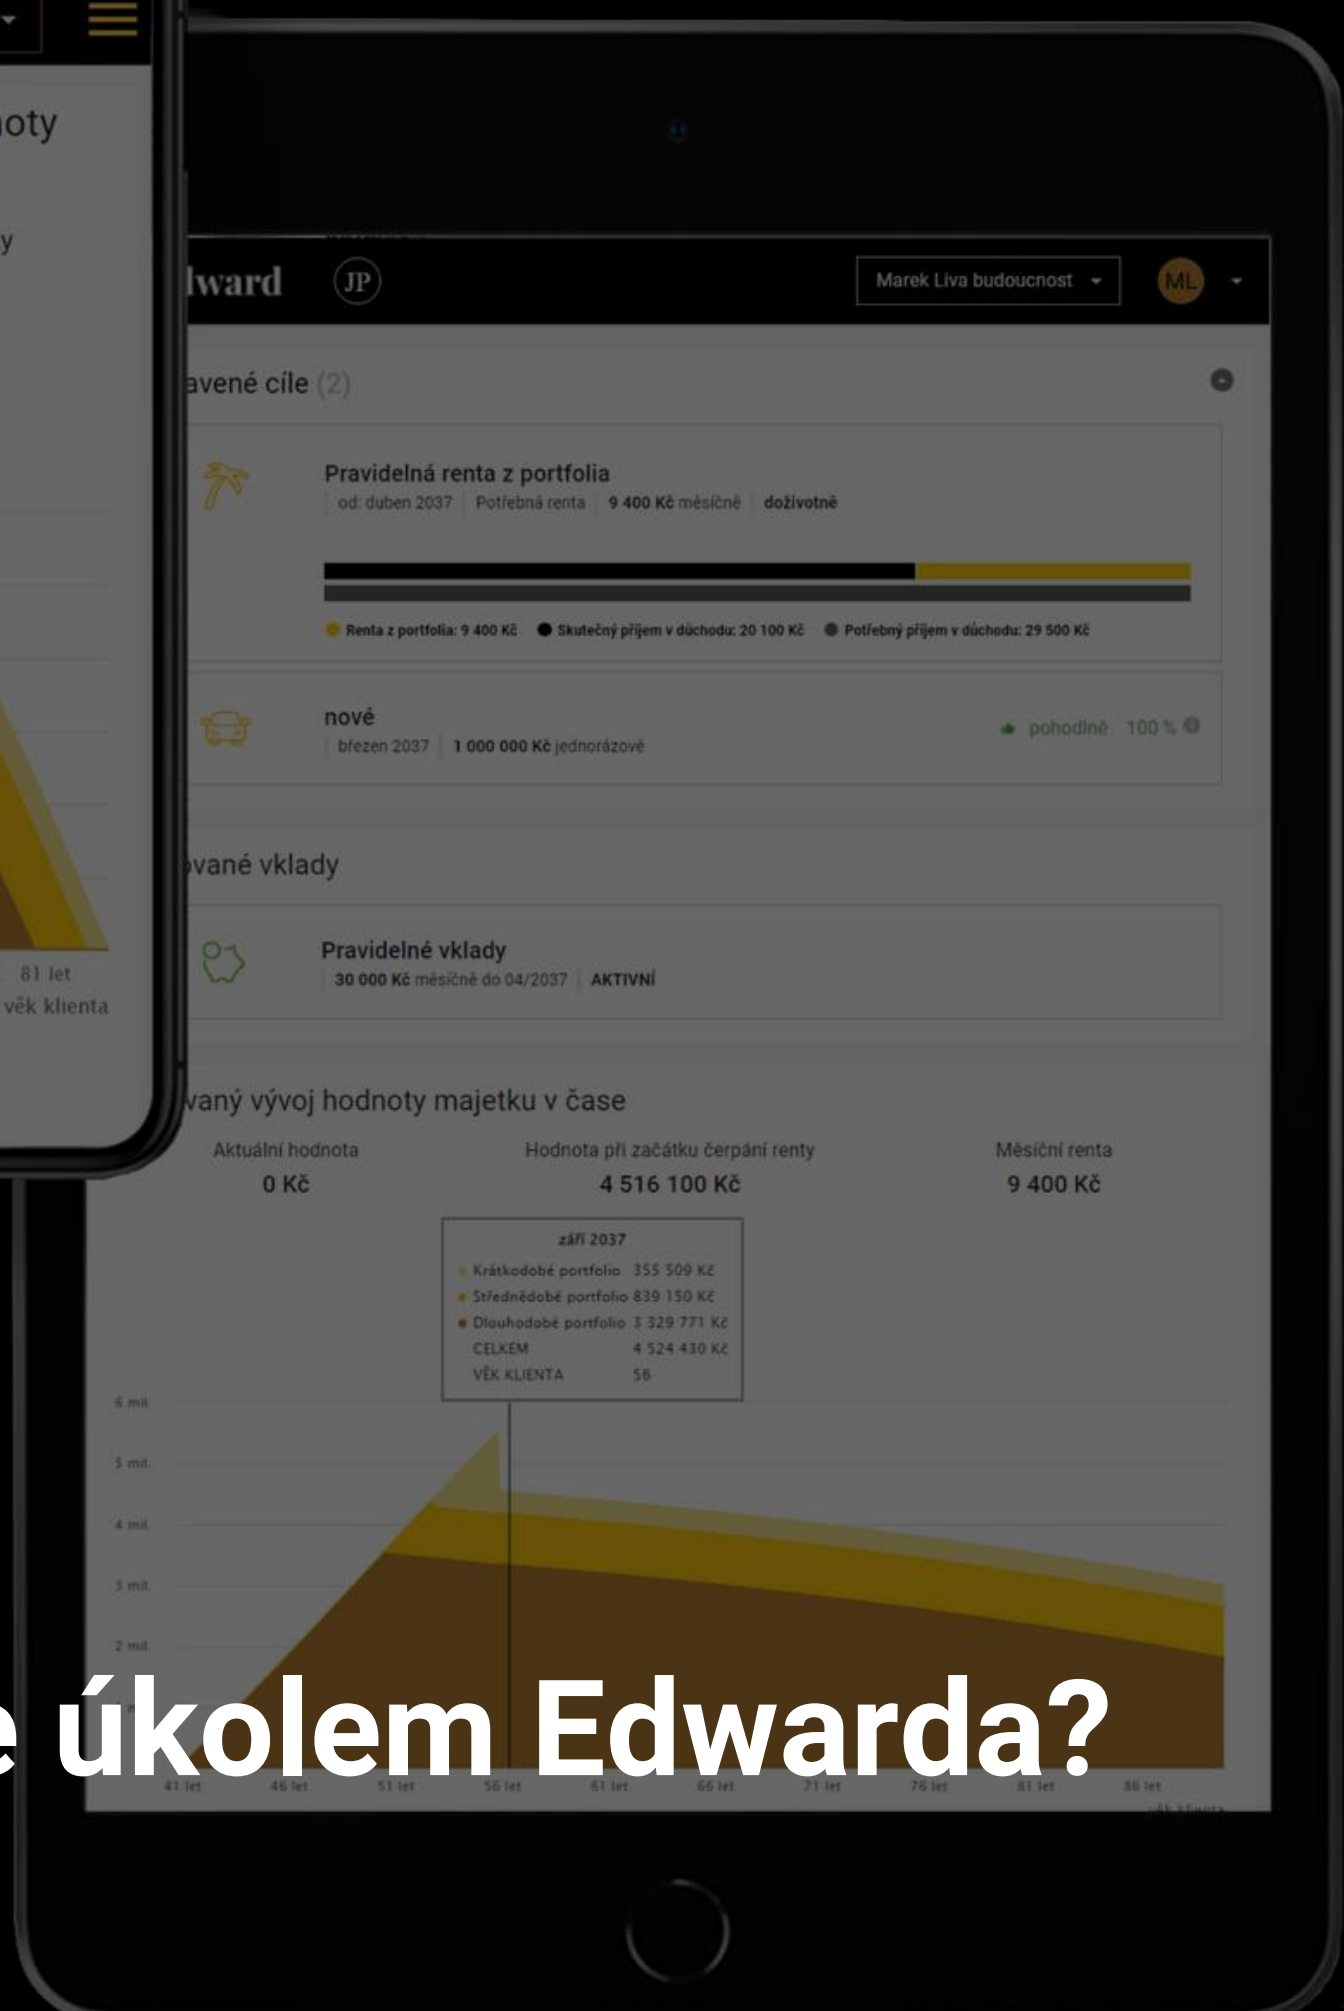 oty
y
81 let
věk klienta
dward
JP
Marek Liva budoucnost
ML
avené cíle (2)
Pravidelná renta z portfolia
od: duben 2037 Potřebná renta 9 400 Kč měsíčně doživotně
Renta z portfolia: 9 400 Kč Skutečný příjem v důchodu: 20 100 Kč Potřebný příjem v důchodu: 29 500 Kč
nové
březen 2037 1 000 000 Kč jednorázově
pohodlně 100 %
ované vklady
Pravidelné vklady
30 000 Kč měsíčně do 04/2037 AKTIVNÍ
vaný vývoj hodnoty majetku v čase
Aktuální hodnota Hodnota při začátku čerpání renty Měsíční renta
0 Kč 4 516 100 Kč 9 400 Kč
září 2037
Krátkodobé portfolio 355 509 Kč
Střednědobé portfolio 839 150 Kč
Dlouhodobé portfolio 3 329 771 Kč
CELKEM 4 524 430 Kč
VĚK KLIENTA 56
6 mil.
5 mil.
4 mil.
3 mil.
2 mil.
e úkolem Edwarda?
41 let 46 let 51 let 56 let 61 let 66 let 71 let 76 let 81 let 86 let
věk klienta